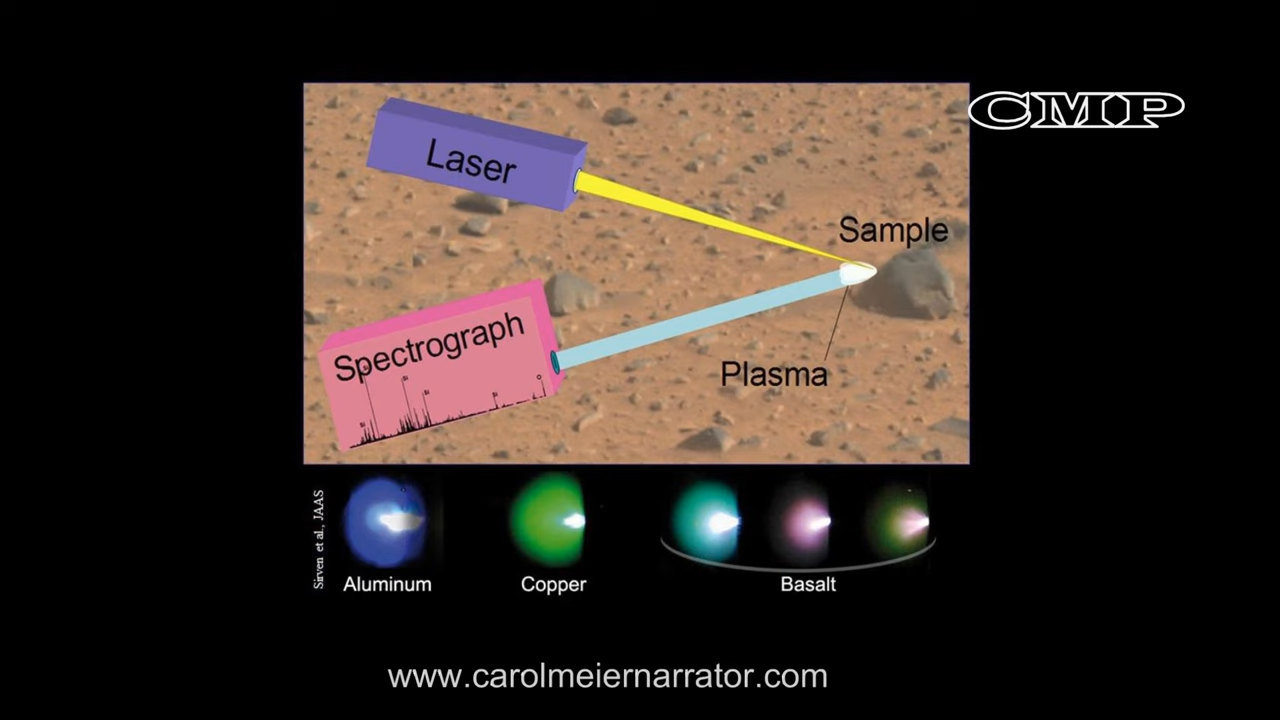 CMP
Laser
Sample
Spectrograph
Plasma
Sirven et al., JAAS
Aluminum
Copper
Basalt
www.carolmeiernarrator.com